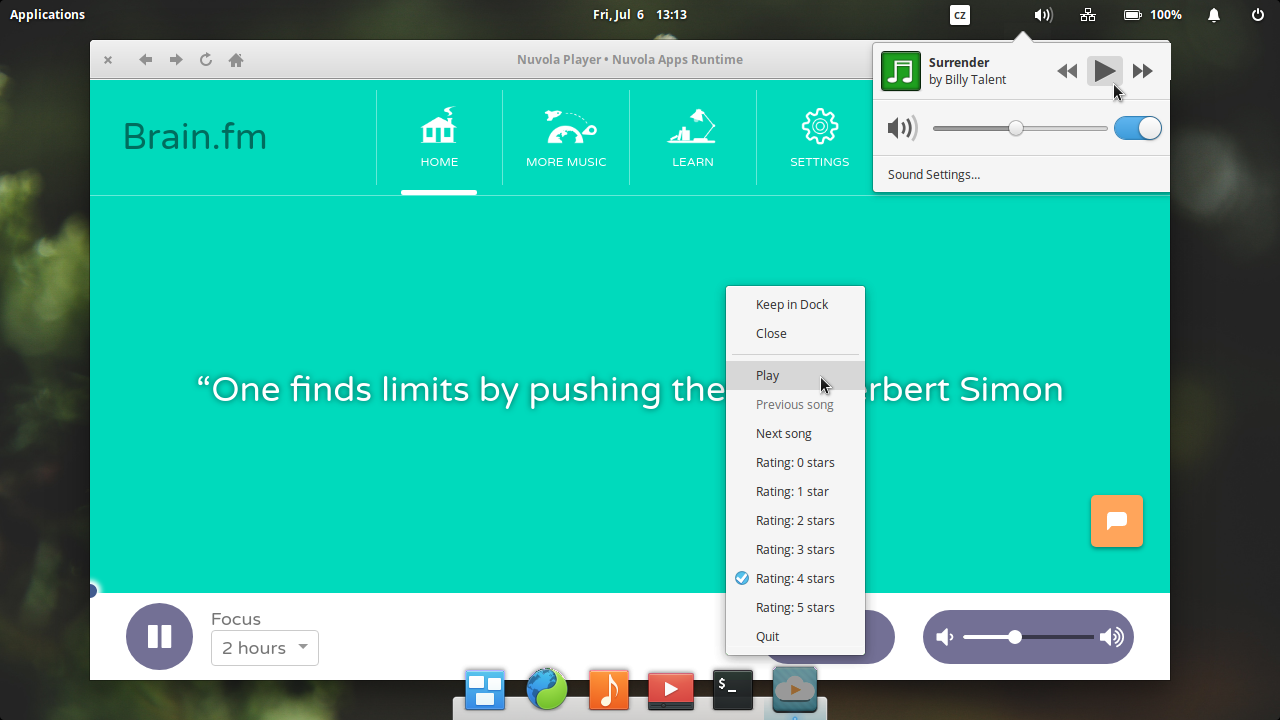 Applications
Fri, Jul 6 13:13
cz
100%
Nuvola Player • Nuvola Apps Runtime
Surrender
by Billy Talent
Sound Settings...
Brain.fm
HOME
MORE MUSIC
LEARN
SETTINGS
“One finds limits by pushing the
erbert Simon
Keep in Dock
Close
Play
Previous song
Next song
Rating: 0 stars
Rating: 1 star
Rating: 2 stars
Rating: 3 stars
Rating: 4 stars
Rating: 5 stars
Quit
Focus
2 hours
$_